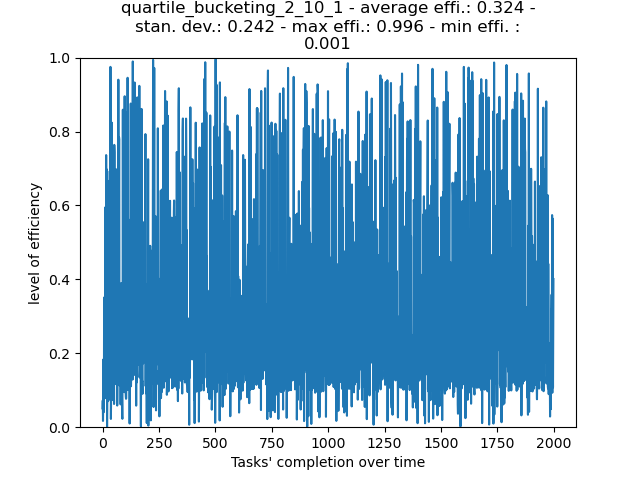 quartile_bucketing_2_10_1 - average effi.: 0.324 -
stan. dev.: 0.242 - max effi.: 0.996 - min effi. :
0.001
1.0
0.8
0.6
0.4
0.2
0.0
level of efficiency
0 250 500 750 1000 1250 1500 1750 2000
Tasks' completion over time